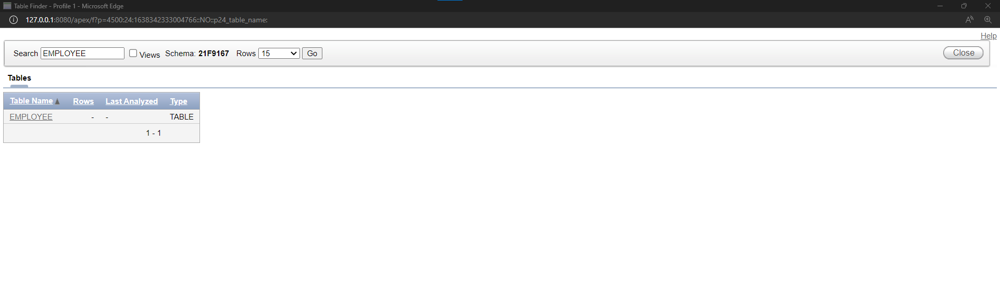 Table Finder - Profile 1 - Microsoft Edge
127.0.0.1:8080/apex/f?p=4500:24:1638342333004766::NO::p24_table_name:
Help
Search EMPLOYEE Views Schema: 21F9167 Rows 15 Go Close
Tables
Table Name Rows Last Analyzed Type
EMPLOYEE - - TABLE
1 - 1